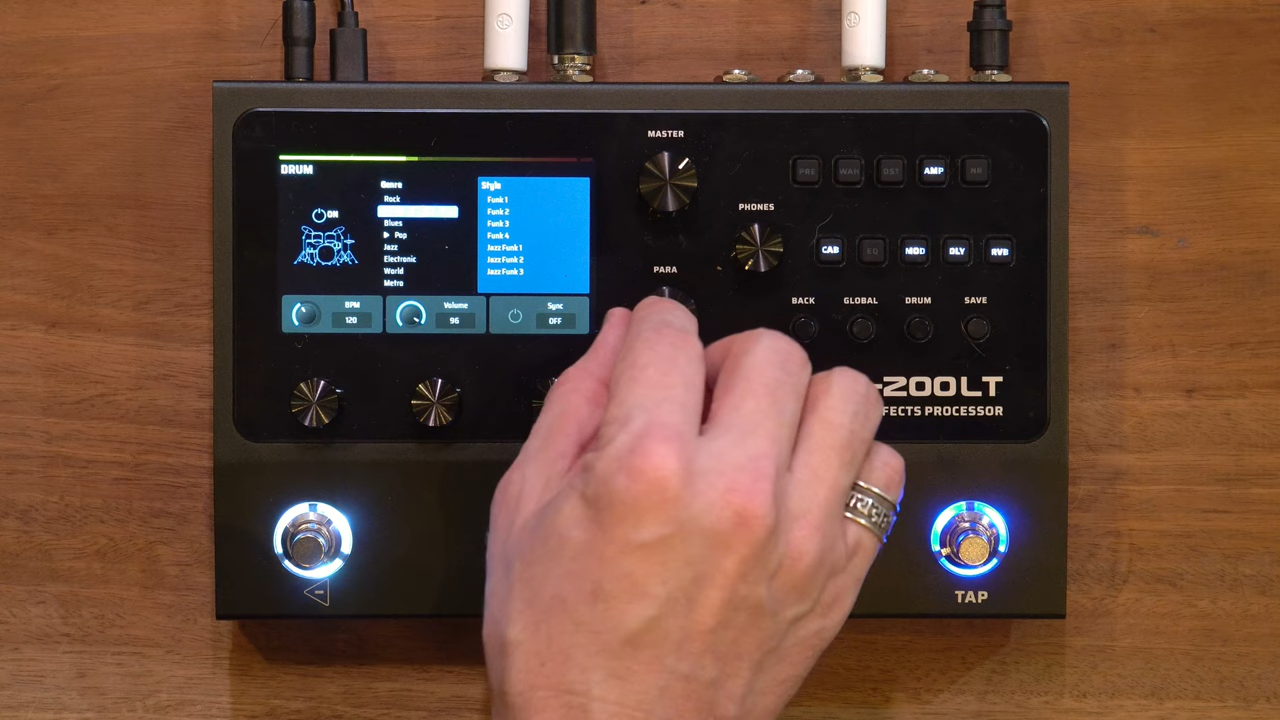 MASTER
DRUM
PRE WAH DST AMP NR
Genre
Style
Rock
Funk 1
Funk 2
PHONES
ON
Blues
Funk 3
Pop
Funk 4
Jazz
Jazz Funk 1
CAB EQ MOD DLY RVB
Electronic
Jazz Funk 2
World
Jazz Funk 3
PARA
Metro
BPM
Volume
Sync
BACK GLOBAL DRUM SAVE
120
96
OFF
-200LT
FECTS PROCESSOR
TAP